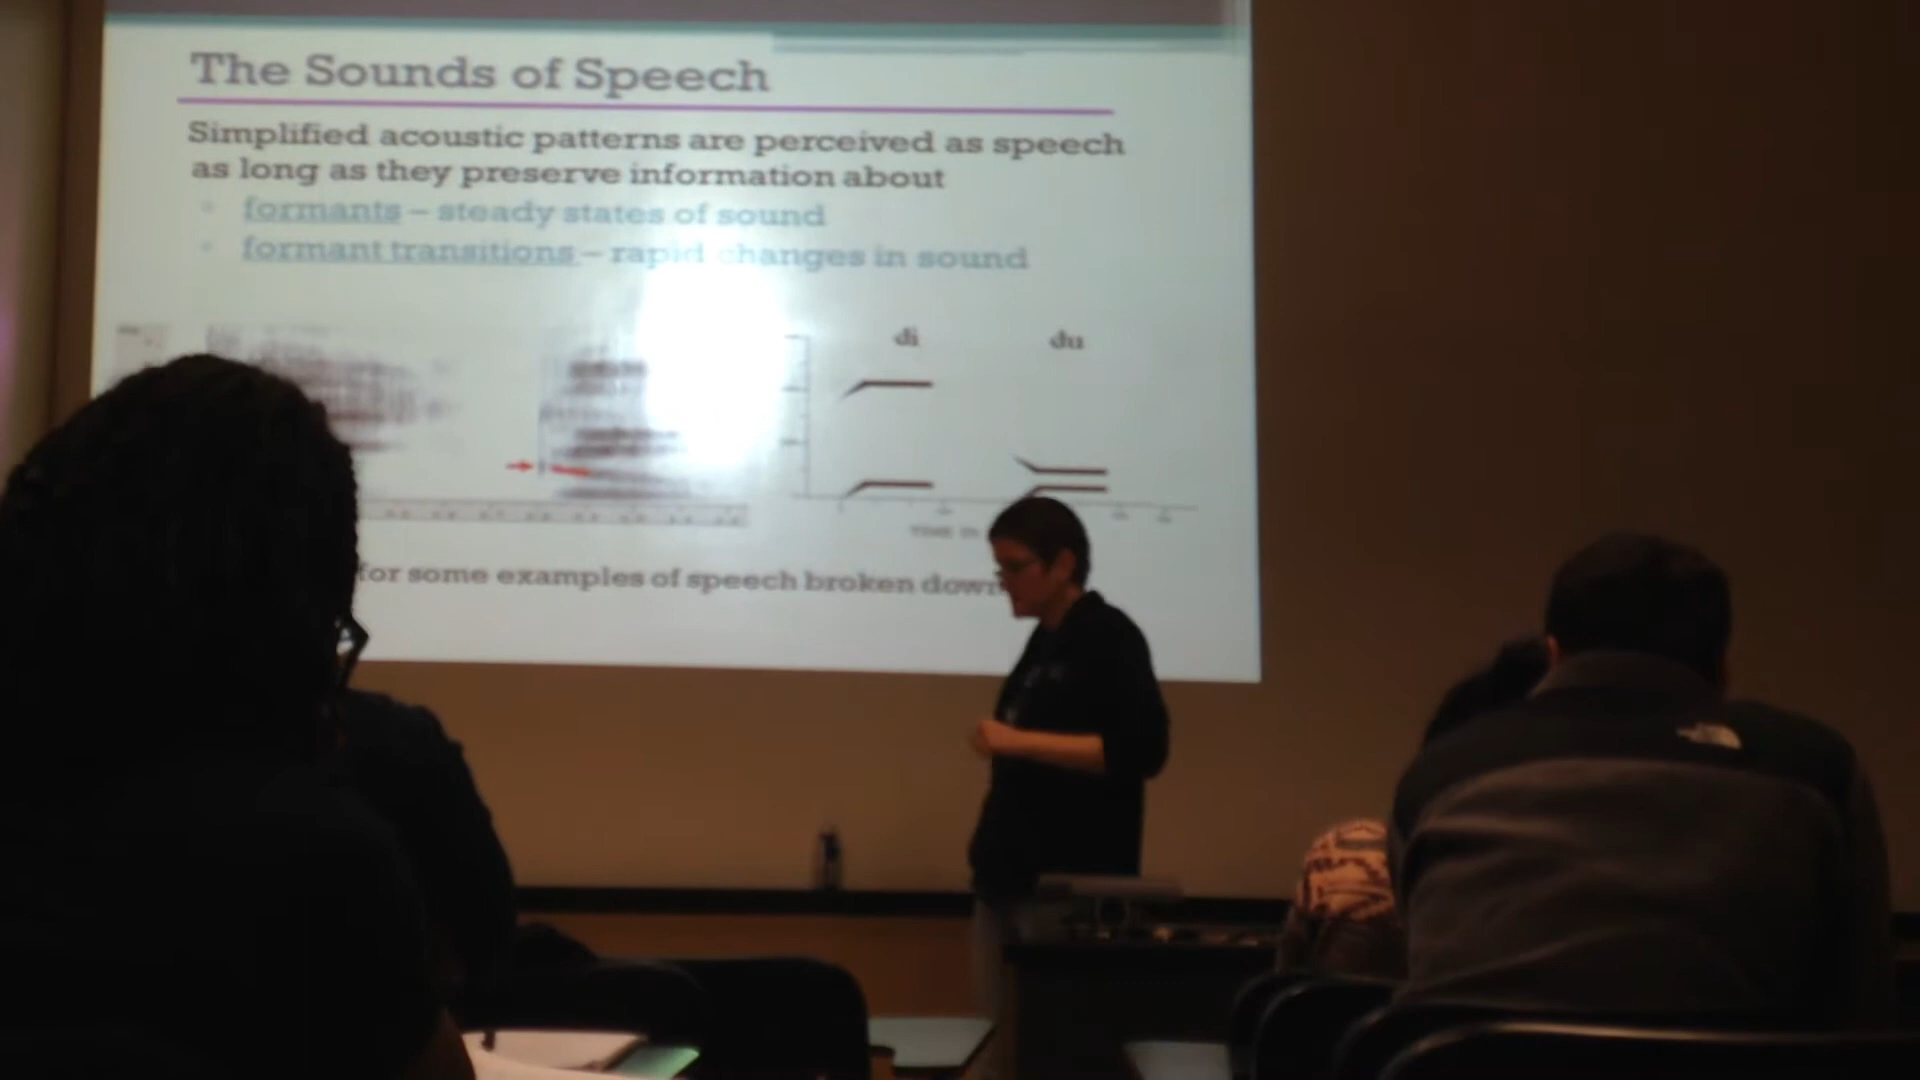 The Sounds of Speech
Simplified acoustic patterns are perceived as speech
as long as they preserve information about
formants – steady states of sound
formant transitions – rapid changes in sound
di du
TIME
for some examples of speech broken down